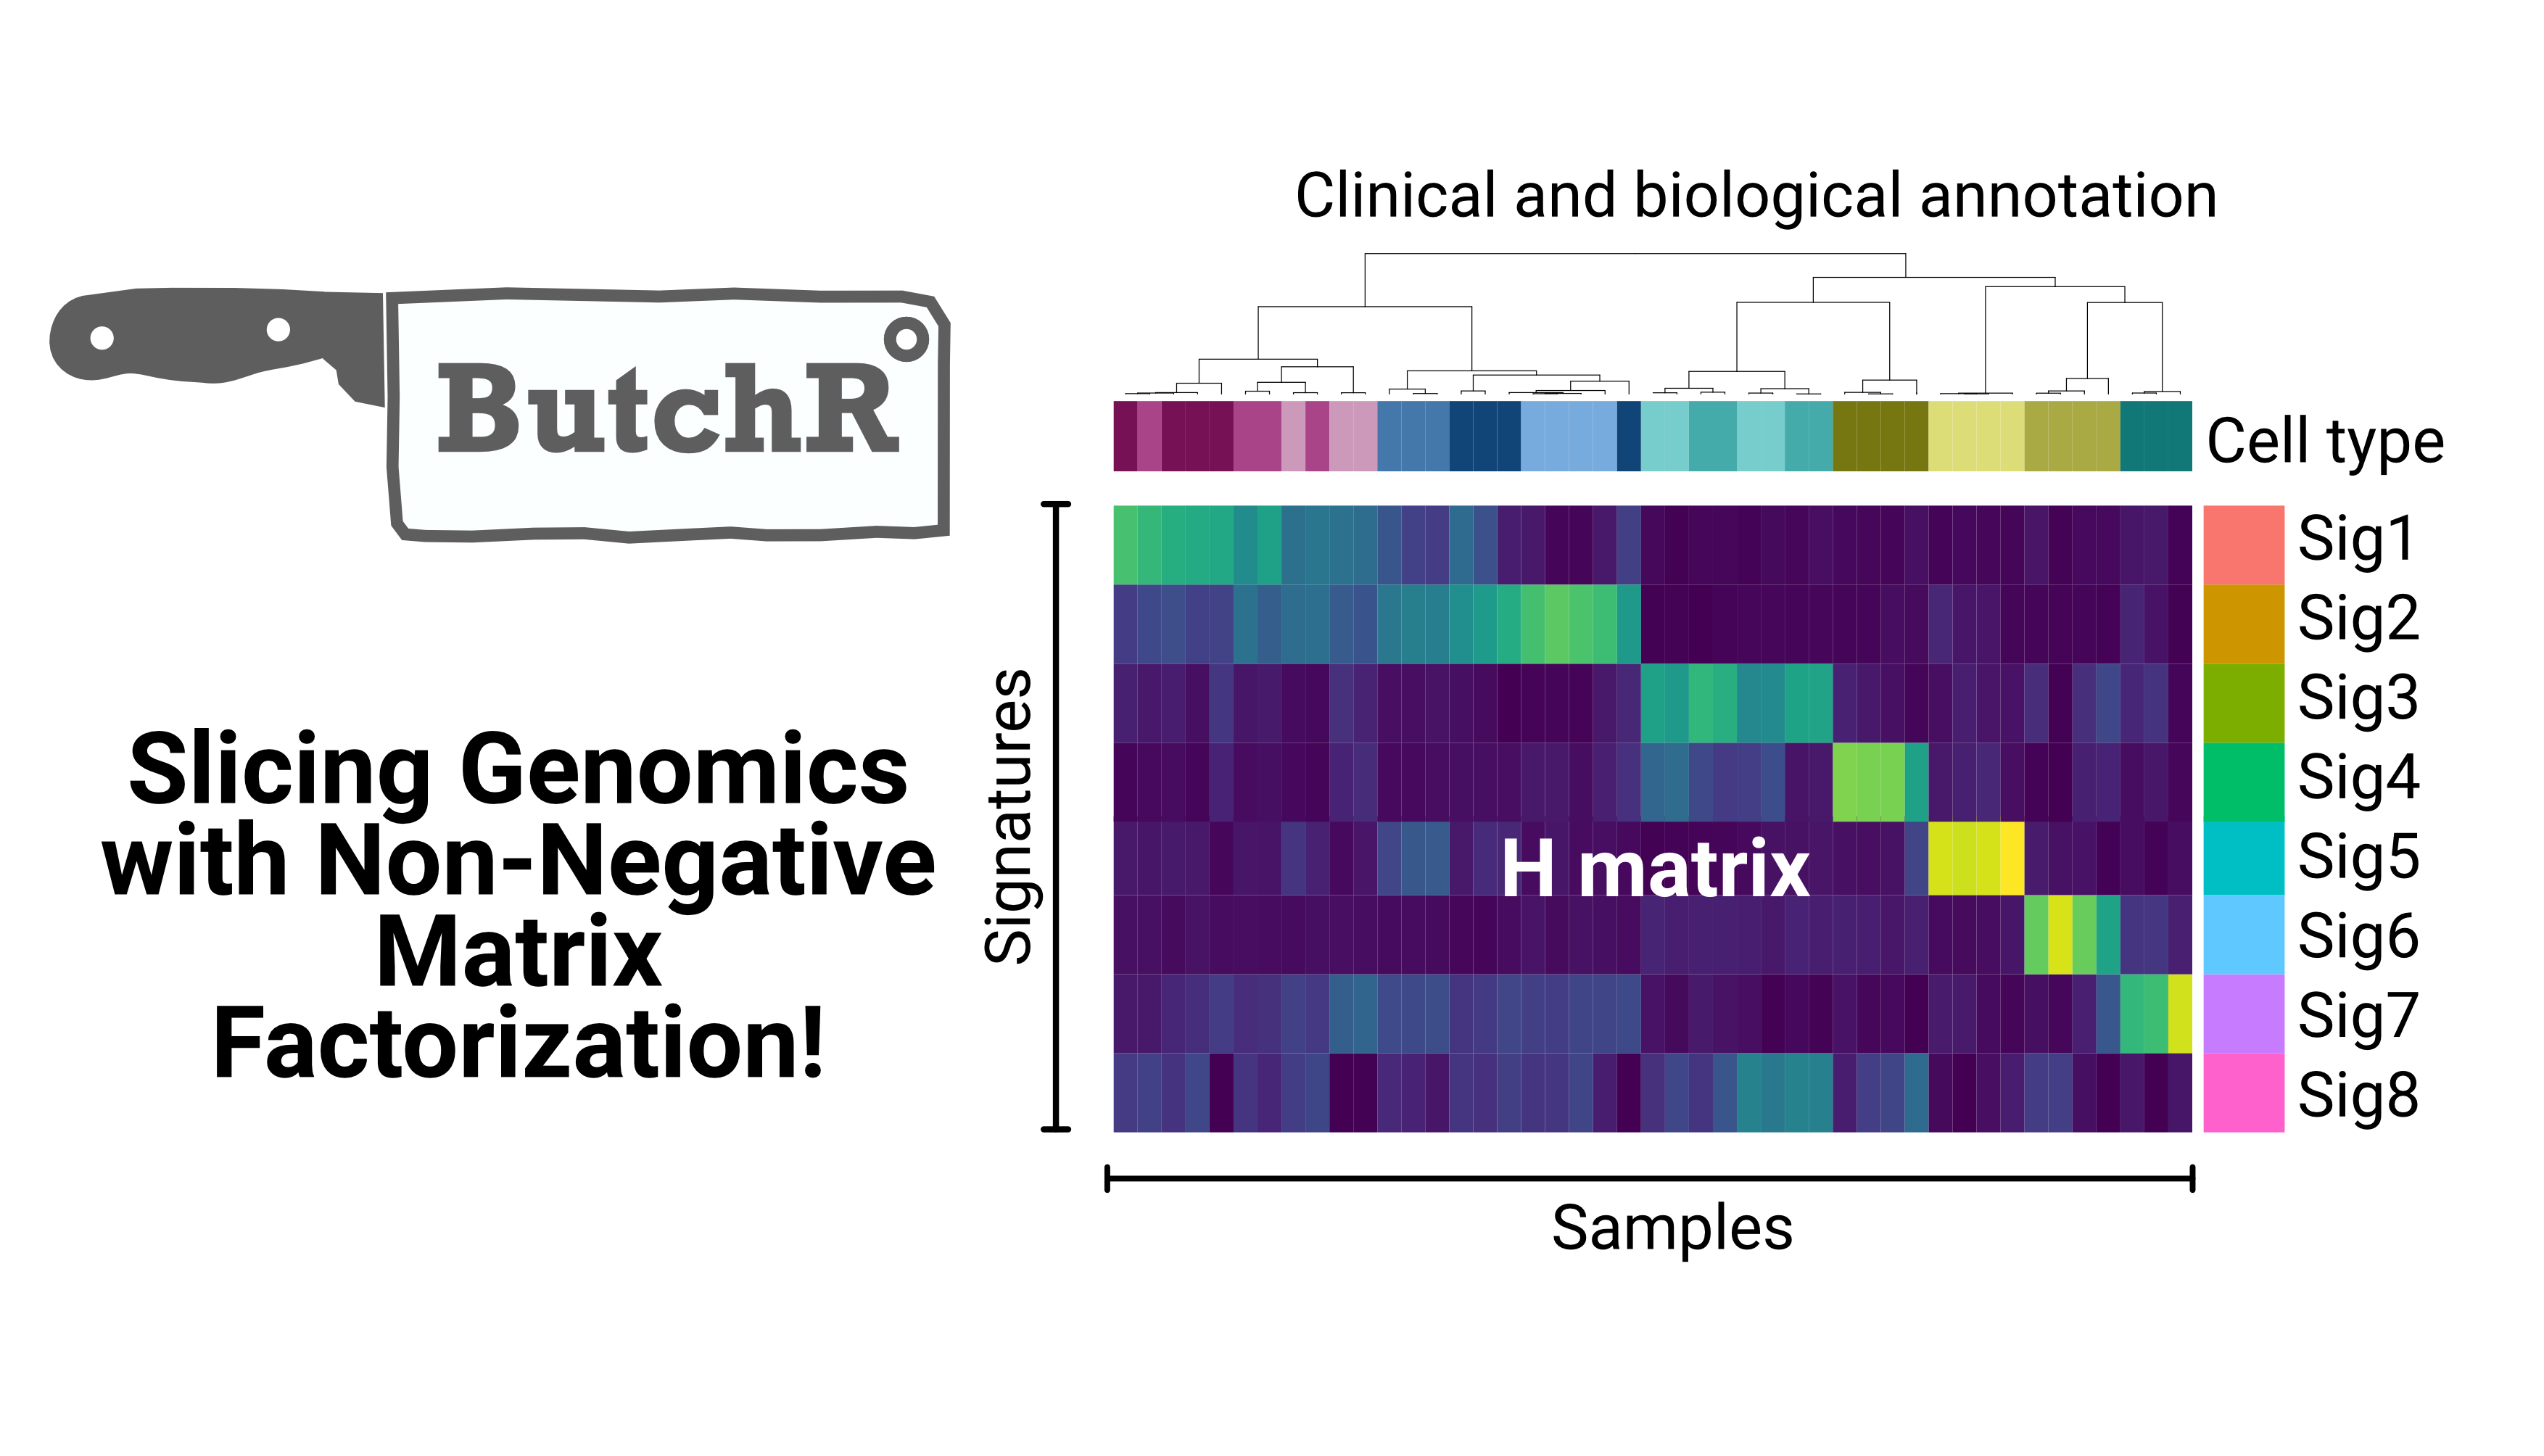 ButchR
Slicing Genomics
with Non-Negative
Matrix
Factorization!
Clinical and biological annotation
Cell type
Signatures
H matrix
Sig1
Sig2
Sig3
Sig4
Sig5
Sig6
Sig7
Sig8
Samples